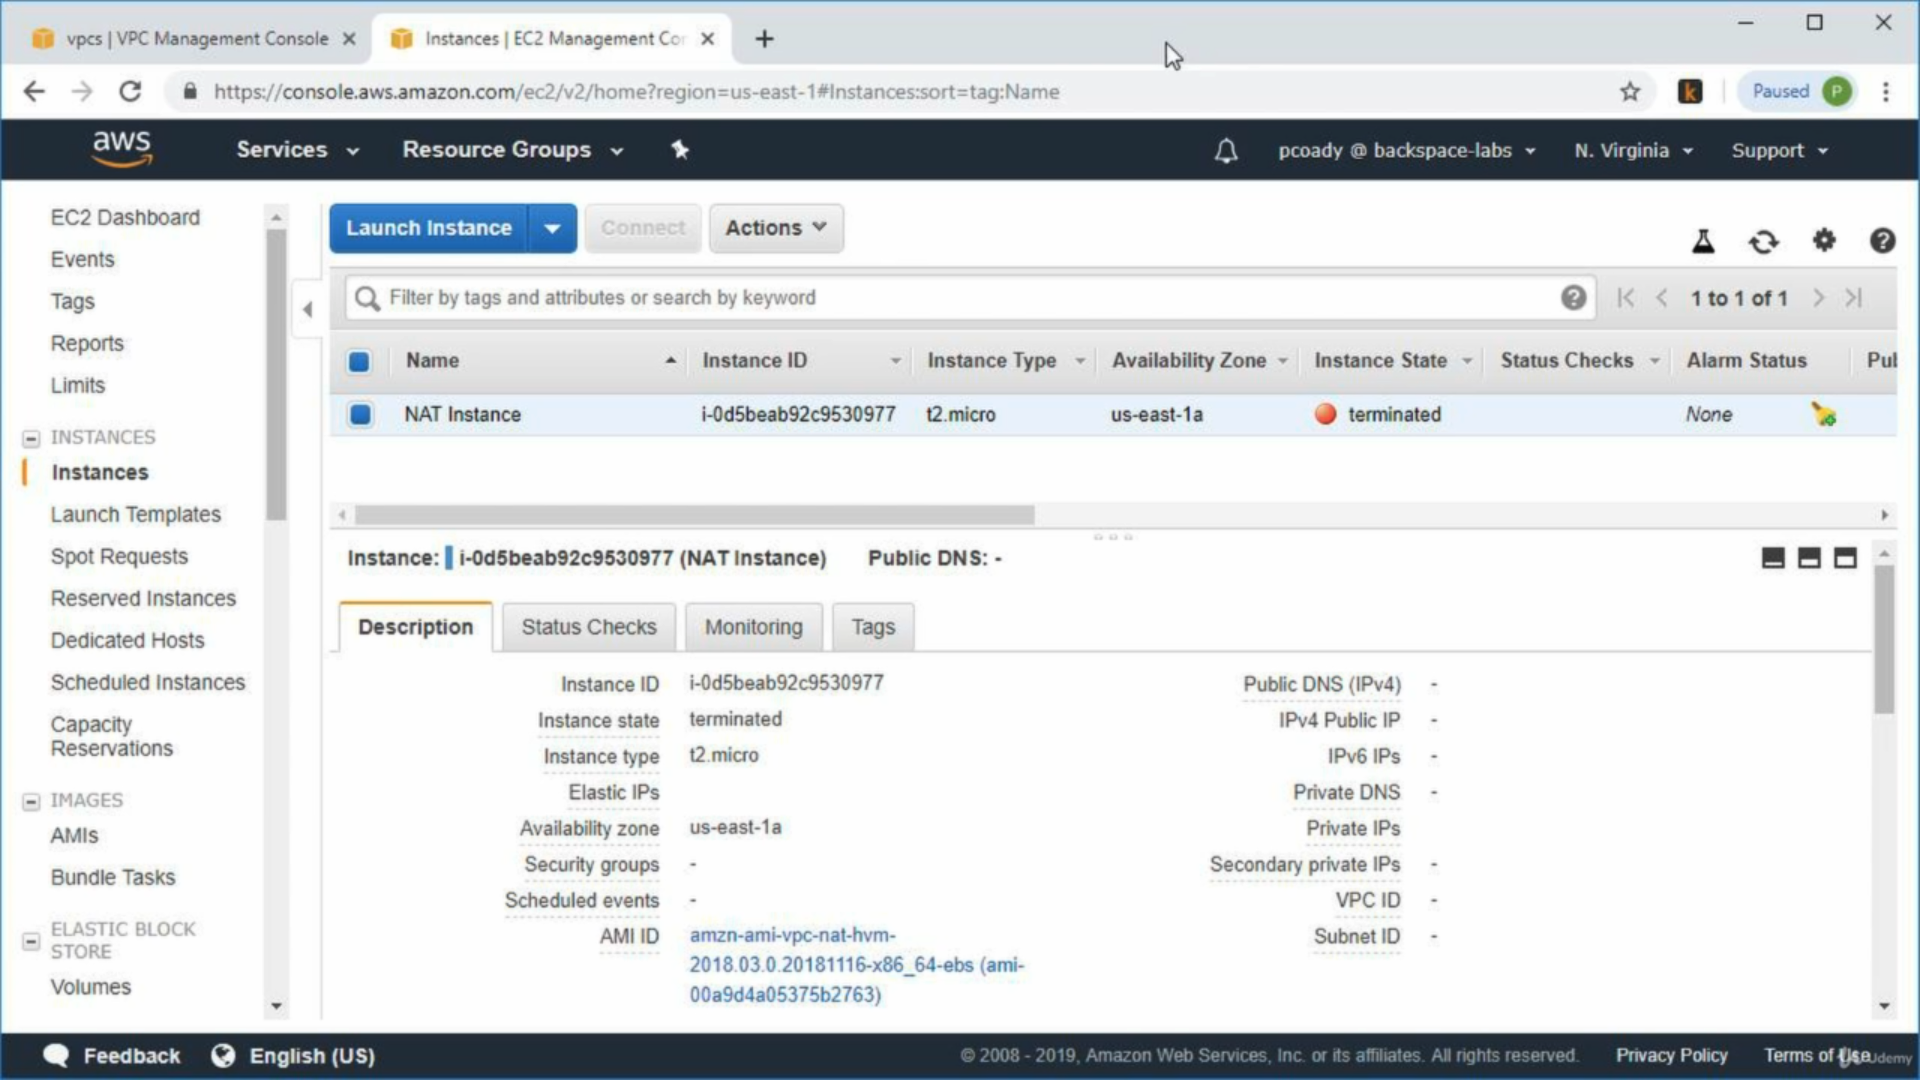 vpcs | VPC Management Console
Instances | EC2 Management Cor
https://console.aws.amazon.com/ec2/v2/home?region=us-east-1#Instances:sort=tag:Name
k
Paused
P
aws
Services
Resource Groups
pcoady @ backspace-labs
N. Virginia
Support
EC2 Dashboard
Events
Tags
Reports
Limits
INSTANCES
Instances
Launch Templates
Spot Requests
Reserved Instances
Dedicated Hosts
Scheduled Instances
Capacity
Reservations
IMAGES
AMIs
Bundle Tasks
ELASTIC BLOCK
STORE
Volumes
Launch Instance
Connect
Actions
Filter by tags and attributes or search by keyword
1 to 1 of 1
Name Instance ID Instance Type Availability Zone Instance State Status Checks Alarm Status Pul
NAT Instance i-0d5beab92c9530977 t2.micro us-east-1a terminated None
Instance: i-0d5beab92c9530977 (NAT Instance) Public DNS: -
Description
Status Checks
Monitoring
Tags
Instance ID i-0d5beab92c9530977
Instance state terminated
Instance type t2.micro
Elastic IPs
Availability zone us-east-1a
Security groups -
Scheduled events -
AMI ID amzn-ami-vpc-nat-hvm-
2018.03.0.20181116-x86_64-ebs (ami-
00a9d4a05375b2763)
Public DNS (IPv4) -
IPv4 Public IP -
IPv6 IPs -
Private DNS -
Private IPs
Secondary private IPs -
VPC ID -
Subnet ID -
Feedback
English (US)
© 2008 - 2019, Amazon Web Services, Inc. or its affiliates. All rights reserved.
Privacy Policy
Terms of Use
Udemy